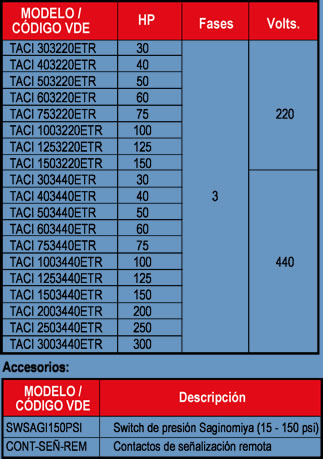 MODELO / CÓDIGO VDE HP Fases Volts.
TACI 303220ETR 30
TACI 403220ETR 40
TACI 503220ETR 50
TACI 603220ETR 60
TACI 753220ETR 75 220
TACI 1003220ETR 100
TACI 1253220ETR 125
TACI 1503220ETR 150
TACI 303440ETR 30
TACI 403440ETR 40 3
TACI 503440ETR 50
TACI 603440ETR 60
TACI 753440ETR 75
TACI 1003440ETR 100 440
TACI 1253440ETR 125
TACI 1503440ETR 150
TACI 2003440ETR 200
TACI 2503440ETR 250
TACI 3003440ETR 300
Accesorios:
MODELO / CÓDIGO VDE Descripción
SWSAGI150PSI Switch de presión Saginomiya (15 - 150 psi)
CONT-SEÑ-REM Contactos de señalización remota